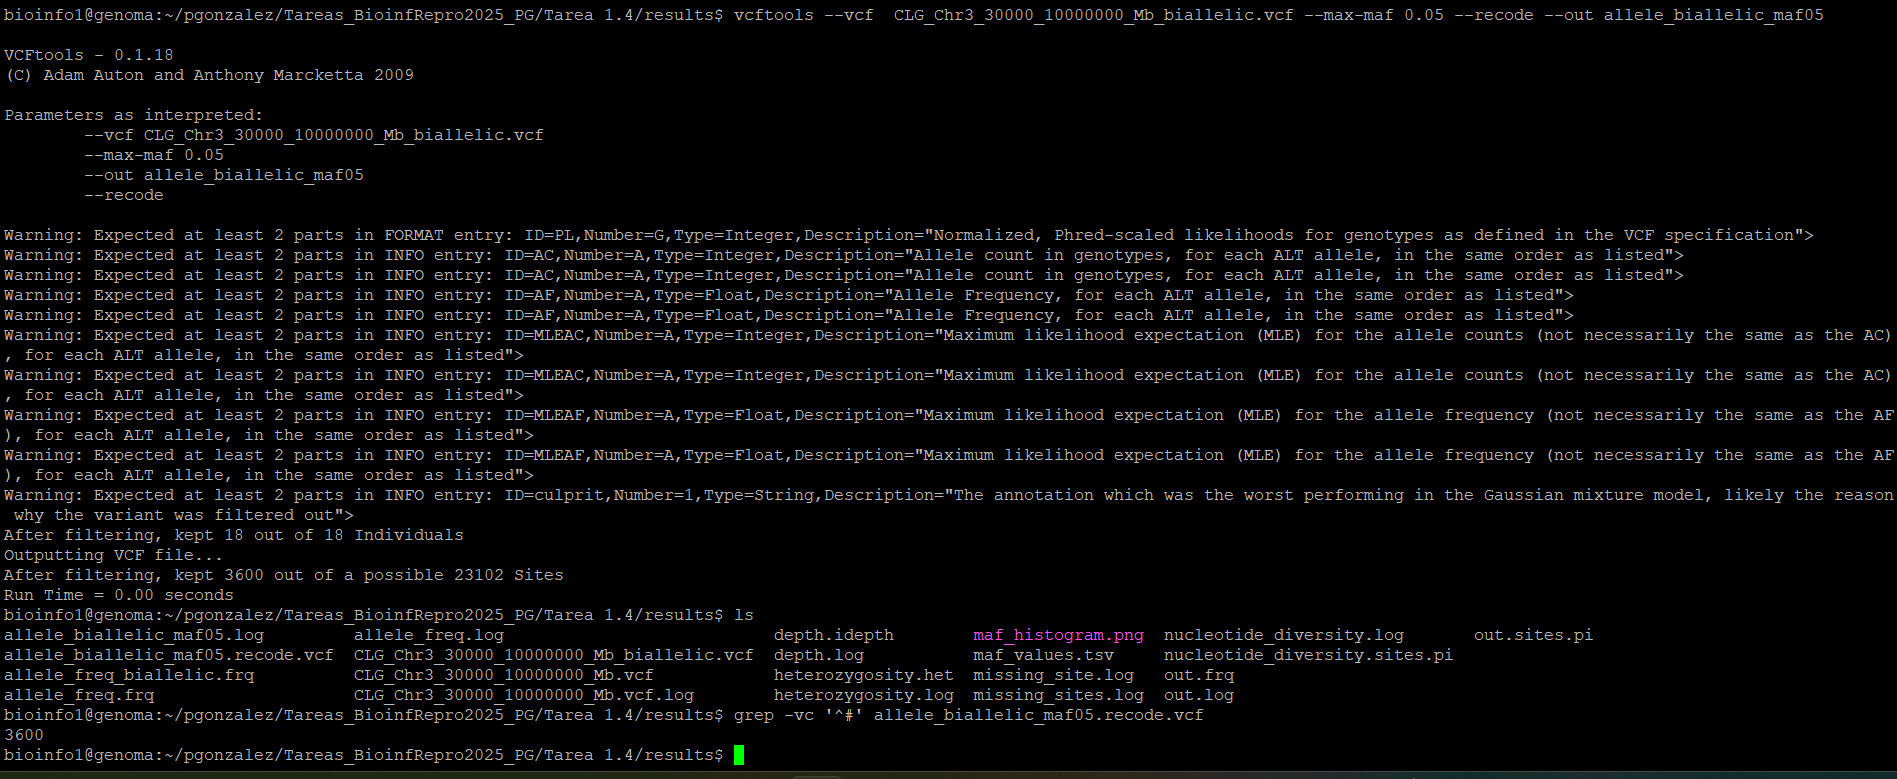 bioinfo1@genoma:~/pgonzalez/Tareas_BioinfRepro2025_PG/Tarea 1.4/results$ vcftools --vcf  CLG_Chr3_30000_10000000_Mb_biallelic.vcf --max-maf 0.05 --recode --out allele_biallelic_maf05
VCFtools - 0.1.18
(C) Adam Auton and Anthony Marcketta 2009
Parameters as interpreted:
        --vcf CLG_Chr3_30000_10000000_Mb_biallelic.vcf
        --max-maf 0.05
        --out allele_biallelic_maf05
        --recode
Warning: Expected at least 2 parts in FORMAT entry: ID=PL,Number=G,Type=Integer,Description="Normalized, Phred-scaled likelihoods for genotypes as defined in the VCF specification">
Warning: Expected at least 2 parts in INFO entry: ID=AC,Number=A,Type=Integer,Description="Allele count in genotypes, for each ALT allele, in the same order as listed">
Warning: Expected at least 2 parts in INFO entry: ID=AC,Number=A,Type=Integer,Description="Allele count in genotypes, for each ALT allele, in the same order as listed">
Warning: Expected at least 2 parts in INFO entry: ID=AF,Number=A,Type=Float,Description="Allele Frequency, for each ALT allele, in the same order as listed">
Warning: Expected at least 2 parts in INFO entry: ID=AF,Number=A,Type=Float,Description="Allele Frequency, for each ALT allele, in the same order as listed">
Warning: Expected at least 2 parts in INFO entry: ID=MLEAC,Number=A,Type=Integer,Description="Maximum likelihood expectation (MLE) for the allele counts (not necessarily the same as the AC)
, for each ALT allele, in the same order as listed">
Warning: Expected at least 2 parts in INFO entry: ID=MLEAC,Number=A,Type=Integer,Description="Maximum likelihood expectation (MLE) for the allele counts (not necessarily the same as the AC)
, for each ALT allele, in the same order as listed">
Warning: Expected at least 2 parts in INFO entry: ID=MLEAF,Number=A,Type=Float,Description="Maximum likelihood expectation (MLE) for the allele frequency (not necessarily the same as the AF
), for each ALT allele, in the same order as listed">
Warning: Expected at least 2 parts in INFO entry: ID=MLEAF,Number=A,Type=Float,Description="Maximum likelihood expectation (MLE) for the allele frequency (not necessarily the same as the AF
), for each ALT allele, in the same order as listed">
Warning: Expected at least 2 parts in INFO entry: ID=culprit,Number=1,Type=String,Description="The annotation which was the worst performing in the Gaussian mixture model, likely the reason
 why the variant was filtered out">
After filtering, kept 18 out of 18 Individuals
Outputting VCF file...
After filtering, kept 3600 out of a possible 23102 Sites
Run Time = 0.00 seconds
bioinfo1@genoma:~/pgonzalez/Tareas_BioinfRepro2025_PG/Tarea 1.4/results$ ls
allele_biallelic_maf05.log         allele_freq.log                           depth.idepth        maf_histogram.png  nucleotide_diversity.log       out.sites.pi
allele_biallelic_maf05.recode.vcf  CLG_Chr3_30000_10000000_Mb_biallelic.vcf  depth.log           maf_values.tsv     nucleotide_diversity.sites.pi
allele_freq_biallelic.frq          CLG_Chr3_30000_10000000_Mb.vcf            heterozygosity.het  missing_site.log   out.frq
allele_freq.frq                    CLG_Chr3_30000_10000000_Mb.vcf.log        heterozygosity.log  missing_sites.log  out.log
bioinfo1@genoma:~/pgonzalez/Tareas_BioinfRepro2025_PG/Tarea 1.4/results$ grep -vc '^#' allele_biallelic_maf05.recode.vcf
3600
bioinfo1@genoma:~/pgonzalez/Tareas_BioinfRepro2025_PG/Tarea 1.4/results$